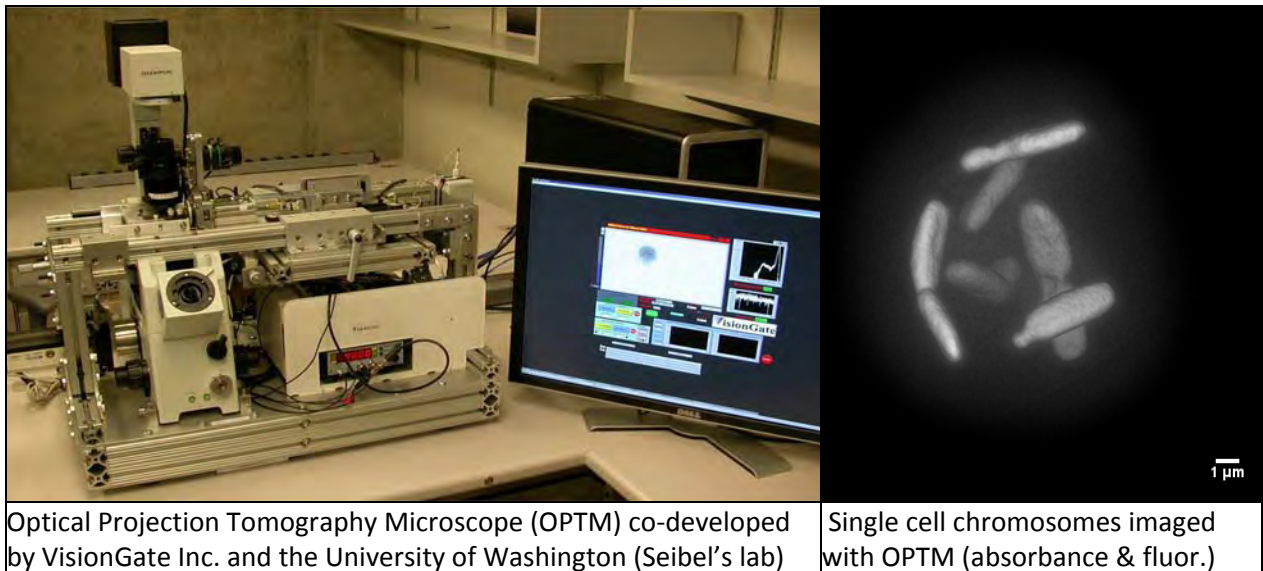 OLYMPUS
VisionGate
DELL
1 µm
Optical Projection Tomography Microscope (OPTM) co-developed
by VisionGate Inc. and the University of Washington (Seibel's lab)
Single cell chromosomes imaged
with OPTM (absorbance & fluor.)